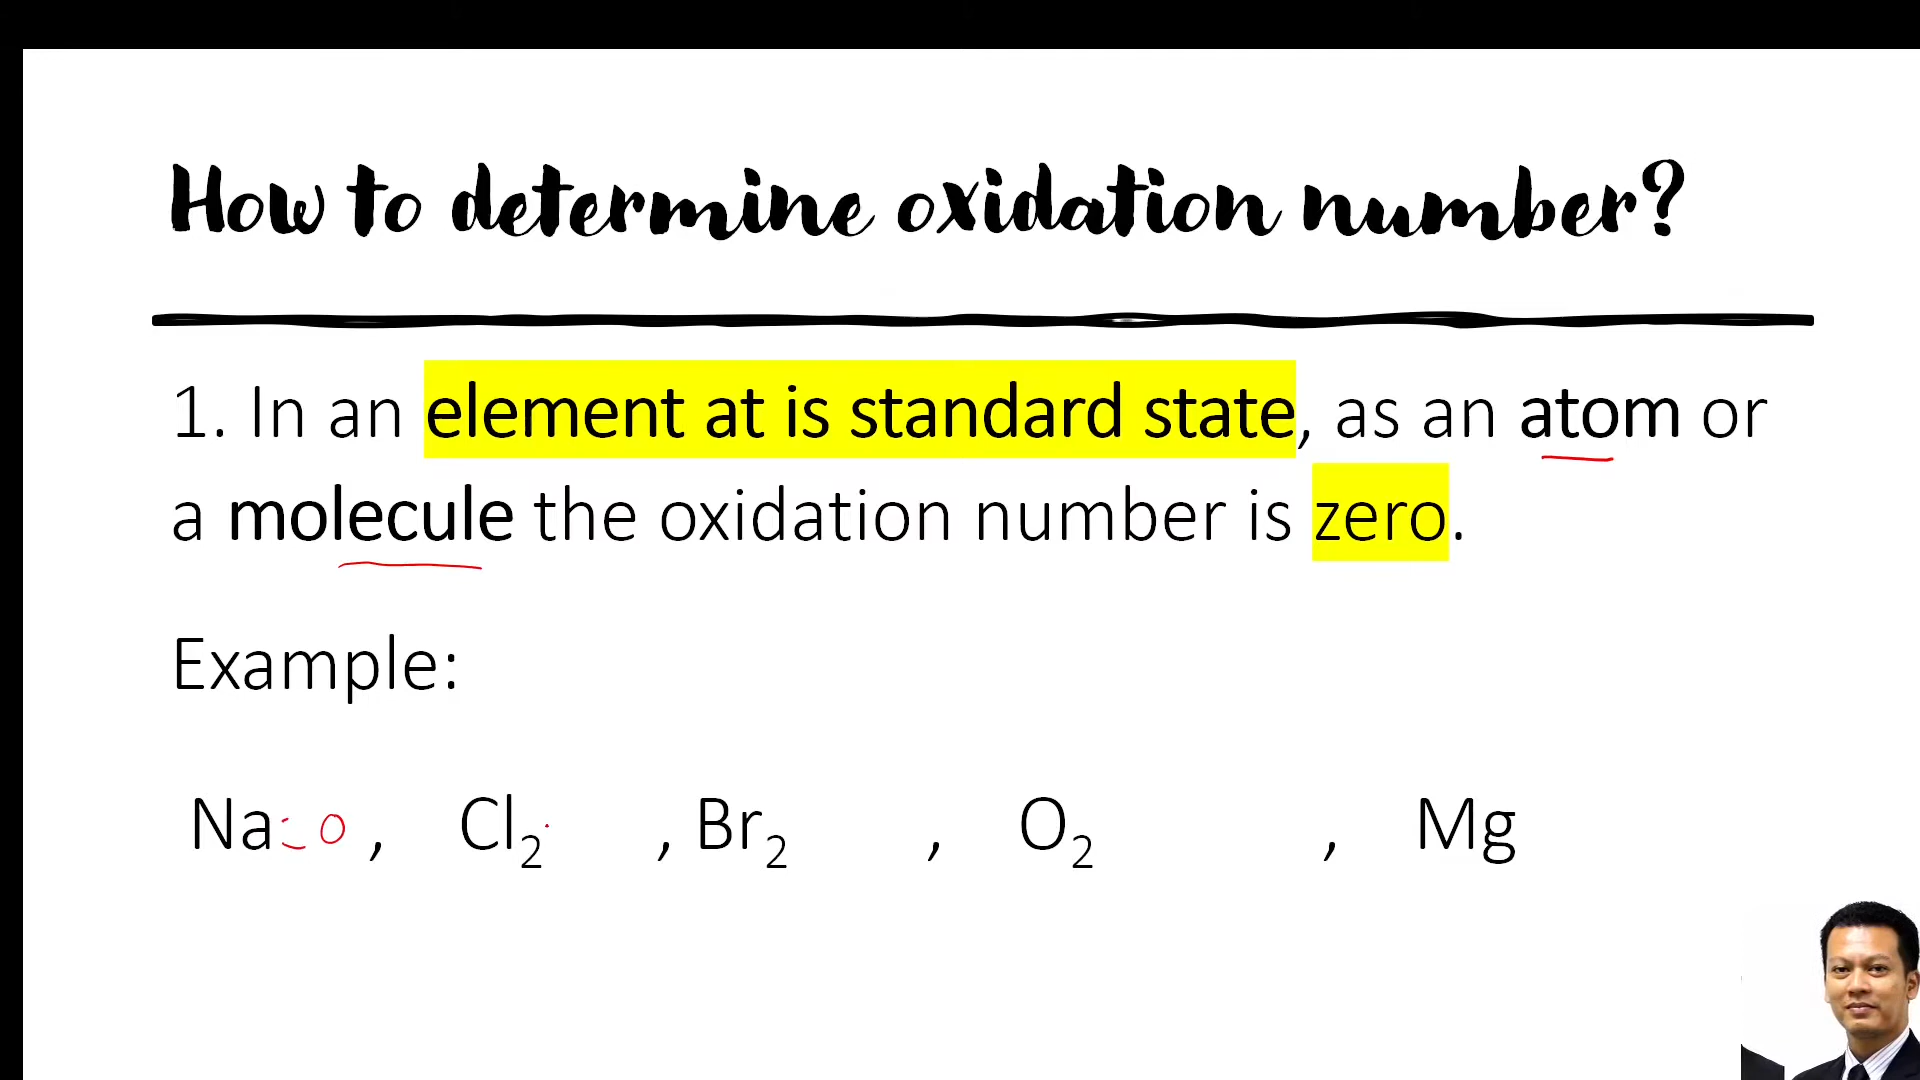 How to determine oxidation number?
1. In an element at is standard state, as an atom or
a molecule the oxidation number is zero.
Example:
Na = 0 , Cl₂ , Br₂ , O₂ , Mg